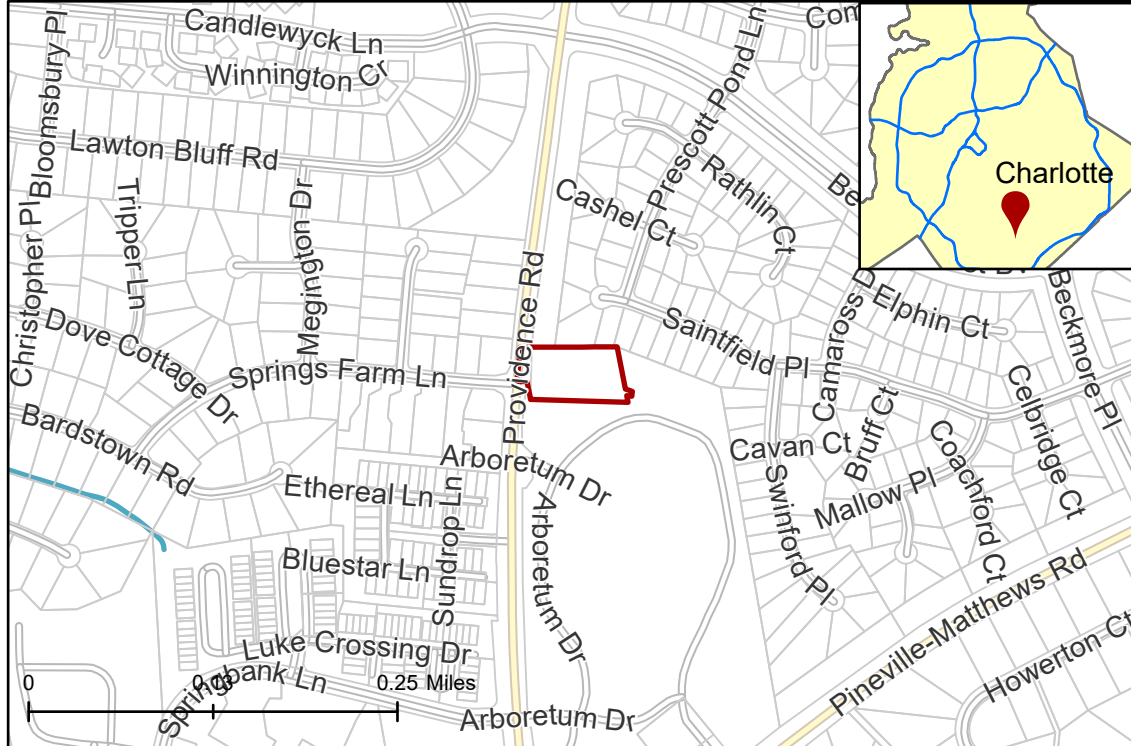 Candlewyck Ln
Winnington Cr
Bloomsbury Pl
Lawton Bluff Rd
Prescott Pond Ln
Com
Charlotte
Rathlin Ct
Be
Cashel Ct
Tripper Ln
Megington Dr
Christopher Pl
Providence Rd
Elphin Ct
Beckmore Pl
Camaross D
Dove Cottage Dr
Springs Farm Ln
Saintfield Pl
Celbridge Ct
Bardstown Rd
Arboretum Dr
Cavan Ct
Bruff Ct
Coachford Ct
Ethereal Ln
Sundrop Ln
Swinford Pl
Mallow Pl
Arboretum Dr
Bluestar Ln
Pineville-Matthews Rd
Luke Crossing Dr
Howerton Ct
Springbank Ln
0
0.13
0.25 Miles
Arboretum Dr